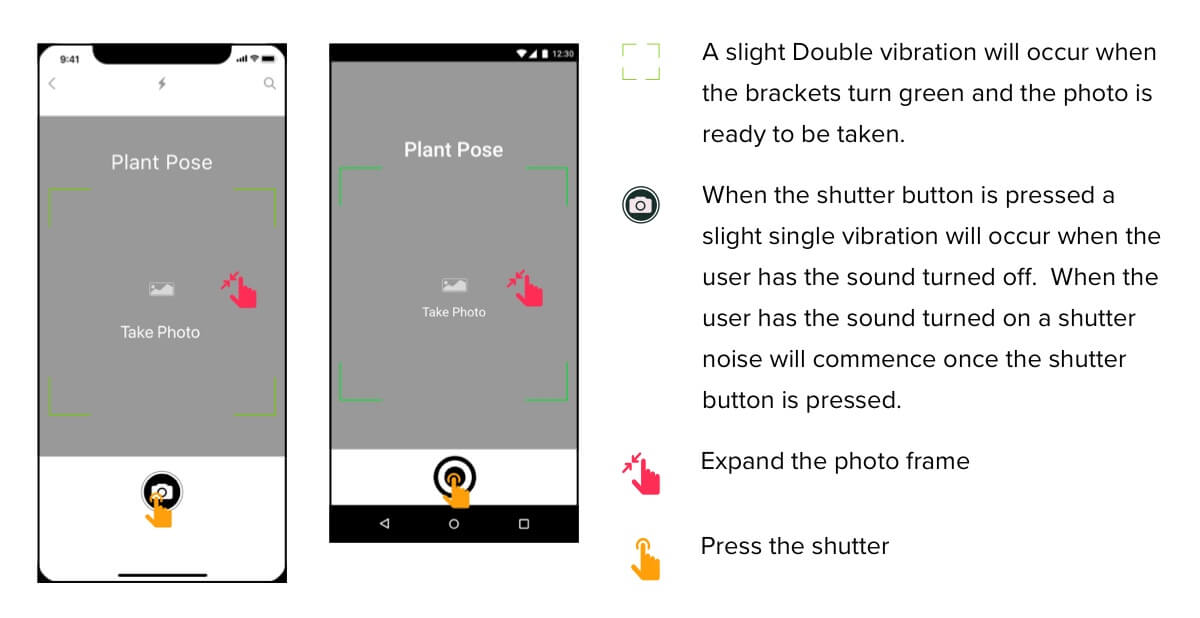 9:41
Plant Pose
Take Photo
12:30
Plant Pose
Take Photo
A slight Double vibration will occur when
the brackets turn green and the photo is
ready to be taken.
When the shutter button is pressed a
slight single vibration will occur when the
user has the sound turned off.  When the
user has the sound turned on a shutter
noise will commence once the shutter
button is pressed.
Expand the photo frame
Press the shutter